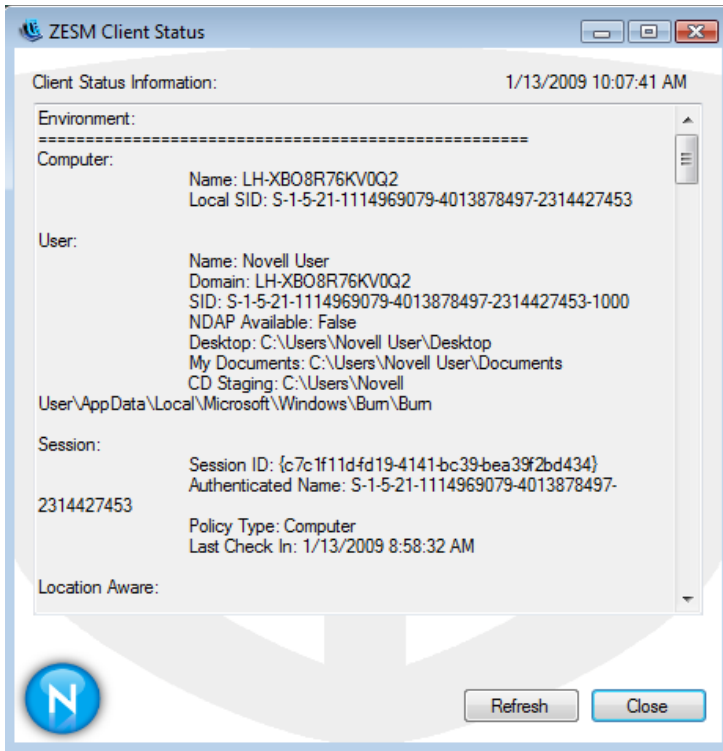 ZESM Client Status
Client Status Information: 1/13/2009 10:07:41 AM
Environment:
====================================================
Computer:
Name: LH-XBO8R76KV0Q2
Local SID: S-1-5-21-1114969079-4013878497-2314427453
User:
Name: Novell User
Domain: LH-XBO8R76KV0Q2
SID: S-1-5-21-1114969079-4013878497-2314427453-1000
NDAP Available: False
Desktop: C:\Users\Novell User\Desktop
My Documents: C:\Users\Novell User\Documents
CD Staging: C:\Users\Novell
User\AppData\Local\Microsoft\Windows\Burn\Burn
Session:
Session ID: {c7c1f11d-fd19-4141-bc39-bea39f2bd434}
Authenticated Name: S-1-5-21-1114969079-4013878497-
2314427453
Policy Type: Computer
Last Check In: 1/13/2009 8:58:32 AM
Location Aware:
N
Refresh Close